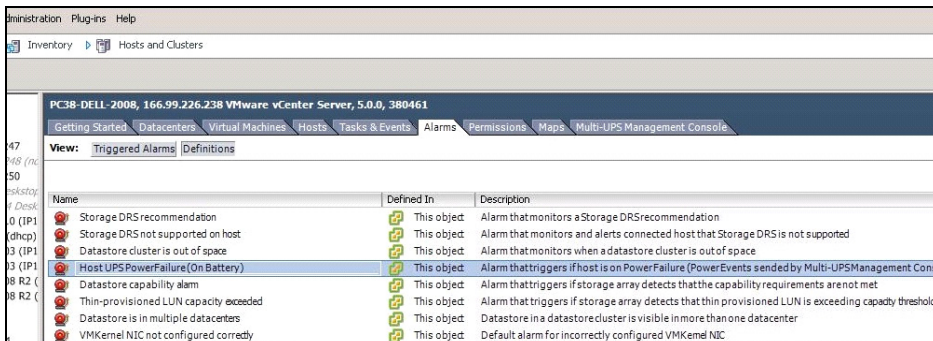 dministration Plug-ins Help
Inventory Hosts and Clusters
PC38-DELL-2008, 166.99.226.238 VMware vCenter Server, 5.0.0, 380461
Getting Started Datacenters Virtual Machines Hosts Tasks & Events Alarms Permissions Maps Multi-UPS Management Console
View: Triggered Alarms Definitions
Name Defined In Description
Storage DRS recommendation This object Alarm that monitors a Storage DRS recommendation
Storage DRS not supported on host This object Alarm that monitors and alerts connected host that Storage DRS is not supported
Datastore cluster is out of space This object Alarm that monitors when a datastore cluster is out of space
Host UPS PowerFailure (On Battery) This object Alarm that triggers if host is on PowerFailure (PowerEvents sended by Multi-UPS Management Con
Datastore capability alarm This object Alarm that triggers if storage array detects that the capability requirements are not met
Thin-provisioned LUN capacity exceeded This object Alarm that triggers if storage array detects that thin provisioned LUN is exceeding capacity threshold
Datastore is in multiple datacenters This object Datastore in a datastore cluster is visible in more than one datacenter
VMKernel NIC not configured correctly This object Default alarm for incorrectly configured VMKernel NIC